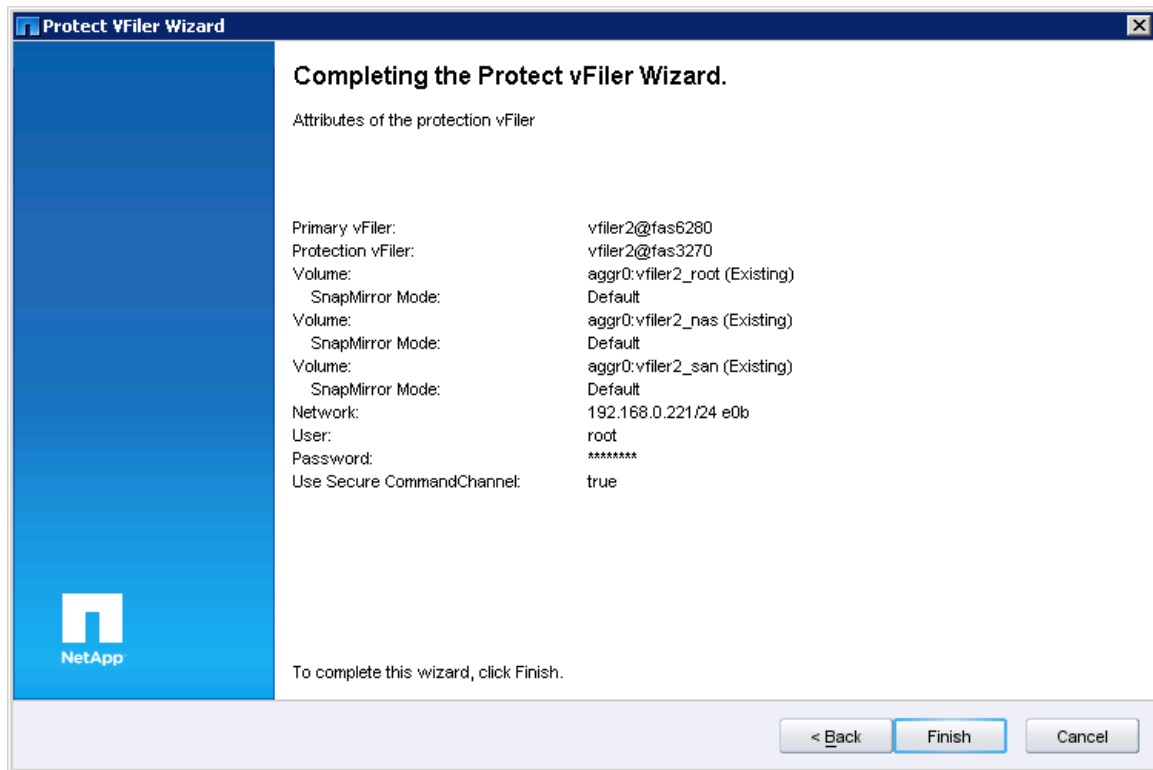 Protect VFiler Wizard
Completing the Protect vFiler Wizard.
Attributes of the protection vFiler
Primary vFiler: vfiler2@fas6280
Protection vFiler: vfiler2@fas3270
Volume: aggr0:vfiler2_root (Existing)
SnapMirror Mode: Default
Volume: aggr0:vfiler2_nas (Existing)
SnapMirror Mode: Default
Volume: aggr0:vfiler2_san (Existing)
SnapMirror Mode: Default
Network: 192.168.0.221/24 e0b
User: root
Password: ********
Use Secure CommandChannel: true
NetApp
To complete this wizard, click Finish.
< Back Finish Cancel